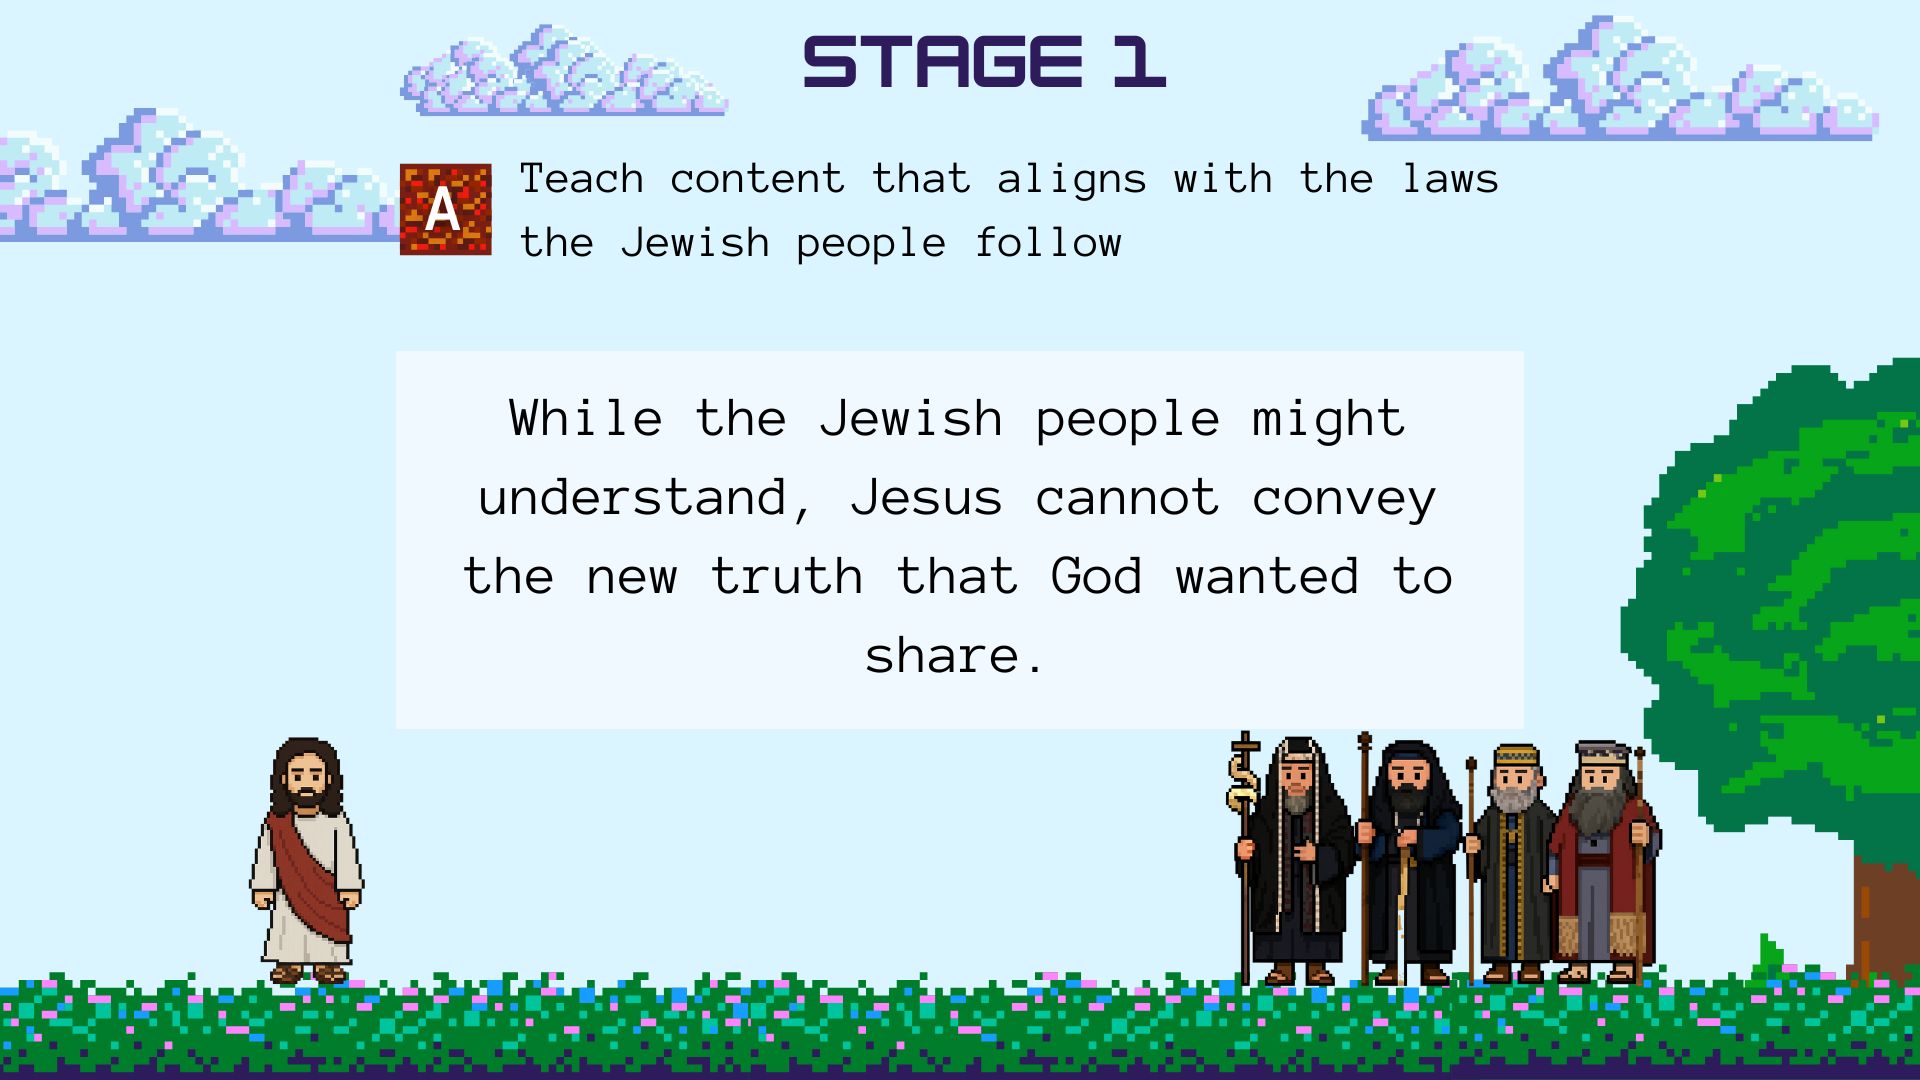 STAGE 1
A
Teach content that aligns with the laws
the Jewish people follow
While the Jewish people might
understand, Jesus cannot convey
the new truth that God wanted to
share.